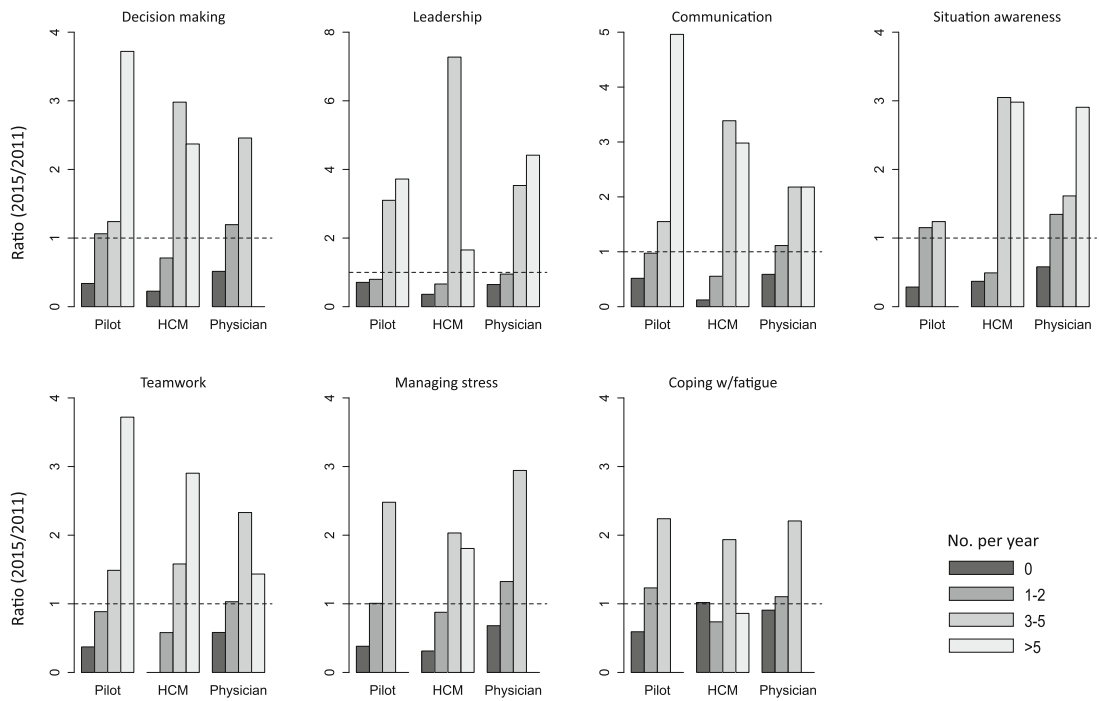 Decision making
Leadership
Communication
Situation awareness
Ratio (2015/2011)
0 1 2 3 4
0 2 4 6 8
0 1 2 3 4 5
0 1 2 3 4
Pilot HCM Physician
Pilot HCM Physician
Pilot HCM Physician
Pilot HCM Physician
Teamwork
Managing stress
Coping w/fatigue
Ratio (2015/2011)
0 1 2 3 4
0 1 2 3 4
0 1 2 3 4
Pilot HCM Physician
Pilot HCM Physician
Pilot HCM Physician
No. per year
0
1-2
3-5
>5